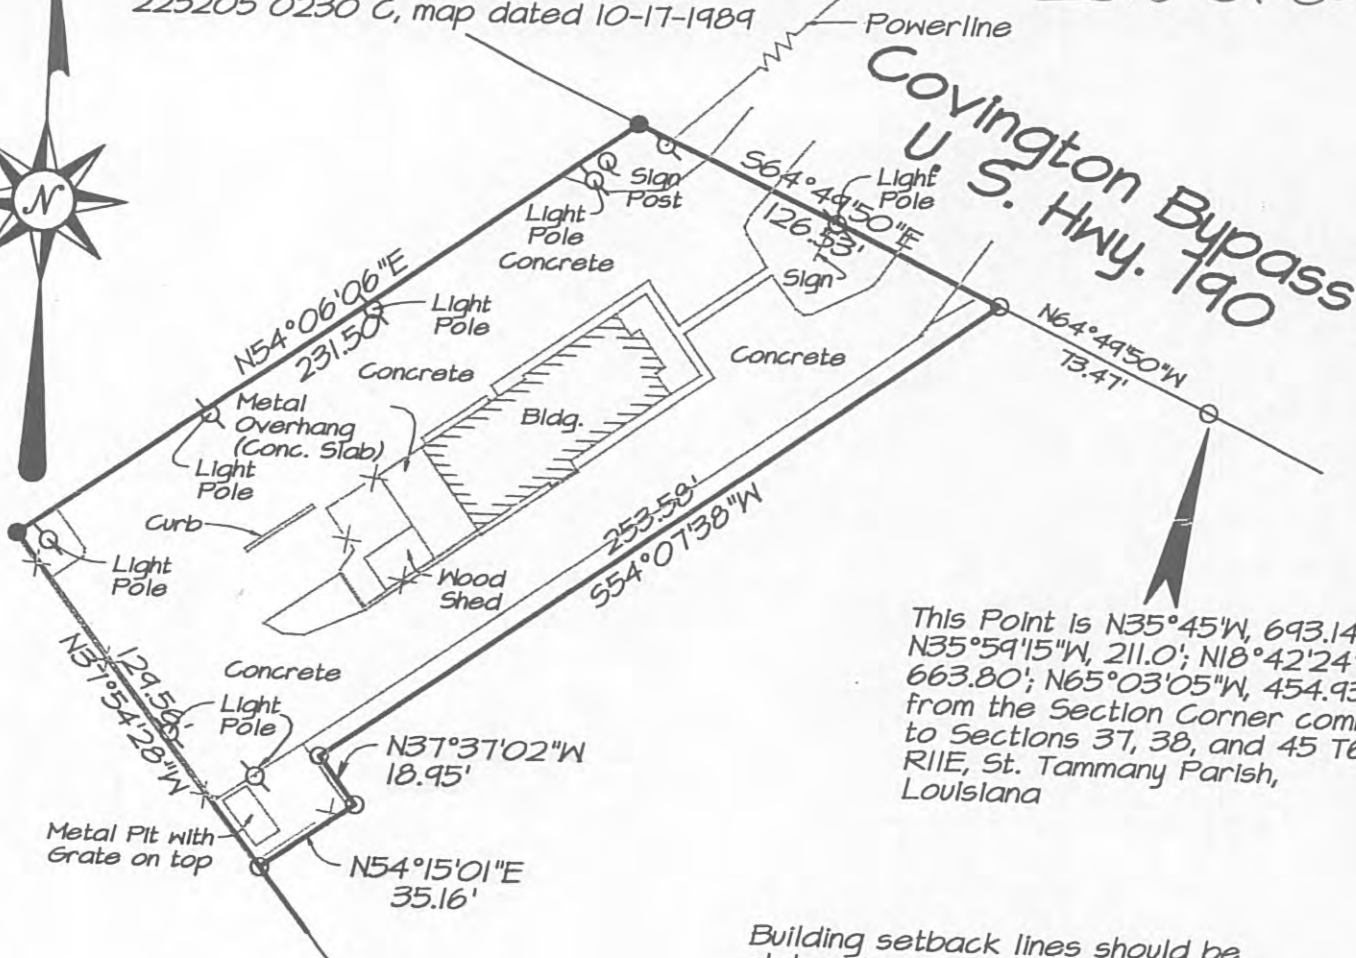 225205 0230 C, map dated 10-17-1989
Powerline
Covington Bypass
U. S. Hwy. 190
N
Sign
Post
Light
Pole
S64°49'50"E
126.53'
Light
Pole
Sign
Concrete
N54°06'06"E
231.50'
Light
Pole
Concrete
Concrete
N64°49'50"W
73.47'
Metal
Overhang
(Conc. Slab)
Bldg.
Light
Pole
Curb
Light
Pole
Wood
Shed
253.58'
S54°07'38"W
This Point is N35°45'W, 693.14
N35°59'15"W, 211.0'; N18°42'24"
663.80'; N65°03'05"W, 454.93
from the Section Corner com
to Sections 37, 38, and 45 T6
R11E, St. Tammany Parish,
Louisiana
Concrete
129.56'
N37°54'28"W
Light
Pole
N37°37'02"W
18.95'
Metal Pit with
Grate on top
N54°15'01"E
35.16'
Building setback lines should be